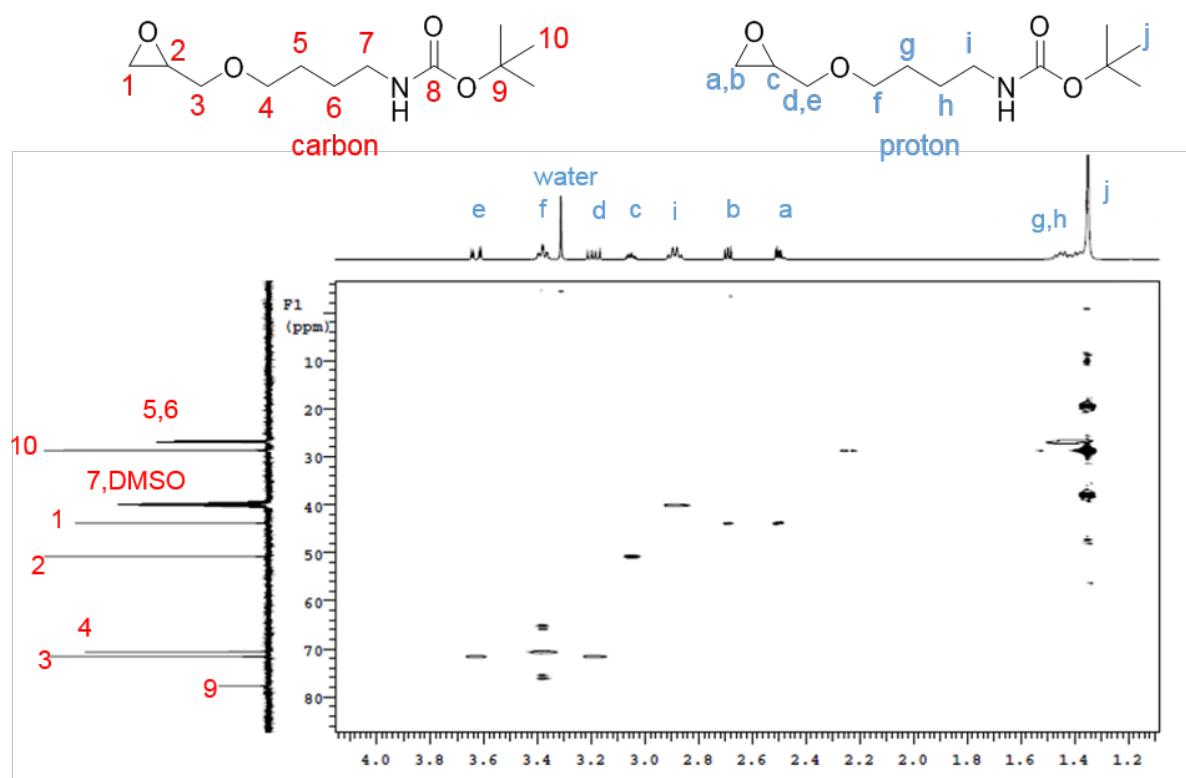 O O
2 5 7 O 10
1 O N O
3 4 6 H 8 9
carbon
O g i O j
a,b c O N O
d,e f h H
proton
water
e f d c i b a g,h j
F1
(ppm)
10
20
30
40
50
60
70
80
5,6
10
7,DMSO
1
2
4
3
9
4.0 3.8 3.6 3.4 3.2 3.0 2.8 2.6 2.4 2.2 2.0 1.8 1.6 1.4 1.2